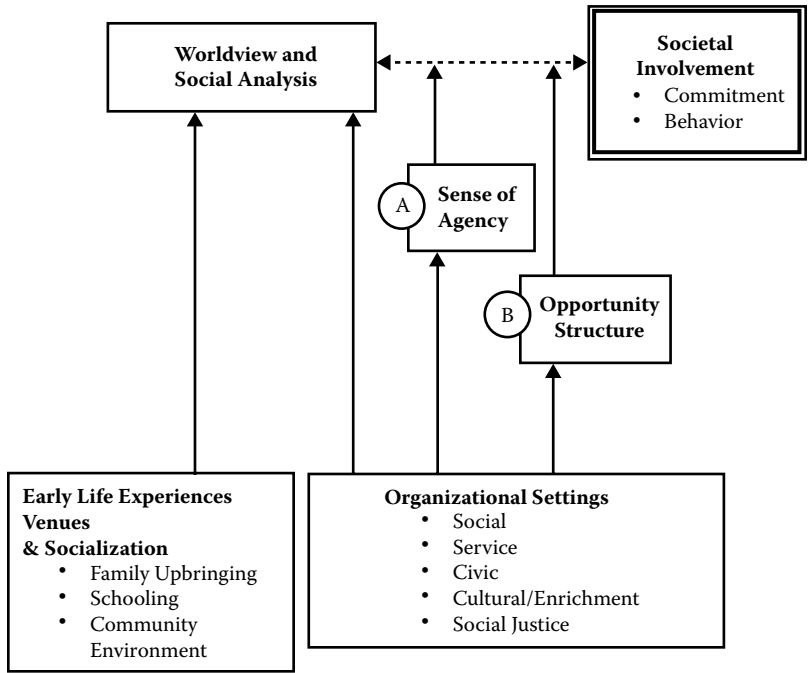 Worldview and
Social Analysis
Societal
Involvement
• Commitment
• Behavior
A
Sense of
Agency
B
Opportunity
Structure
Early Life Experiences
Venues
& Socialization
• Family Upbringing
• Schooling
• Community
Environment
Organizational Settings
• Social
• Service
• Civic
• Cultural/Enrichment
• Social Justice